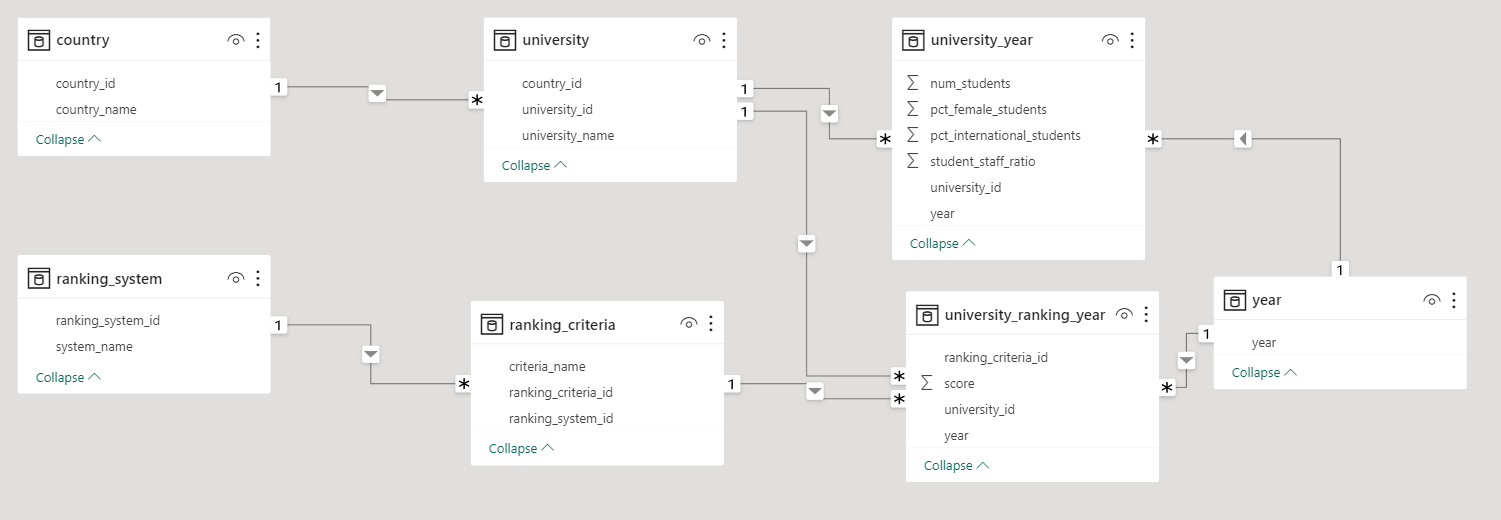 country
country_id
country_name
Collapse
1
*
university
country_id
university_id
university_name
Collapse
1
1
*
university_year
Σ num_students
Σ pct_female_students
Σ pct_international_students
Σ student_staff_ratio
university_id
year
Collapse
*
1
ranking_system
ranking_system_id
system_name
Collapse
1
*
ranking_criteria
criteria_name
ranking_criteria_id
ranking_system_id
Collapse
1
*
*
university_ranking_year
ranking_criteria_id
Σ score
university_id
year
Collapse
*
1
year
year
Collapse